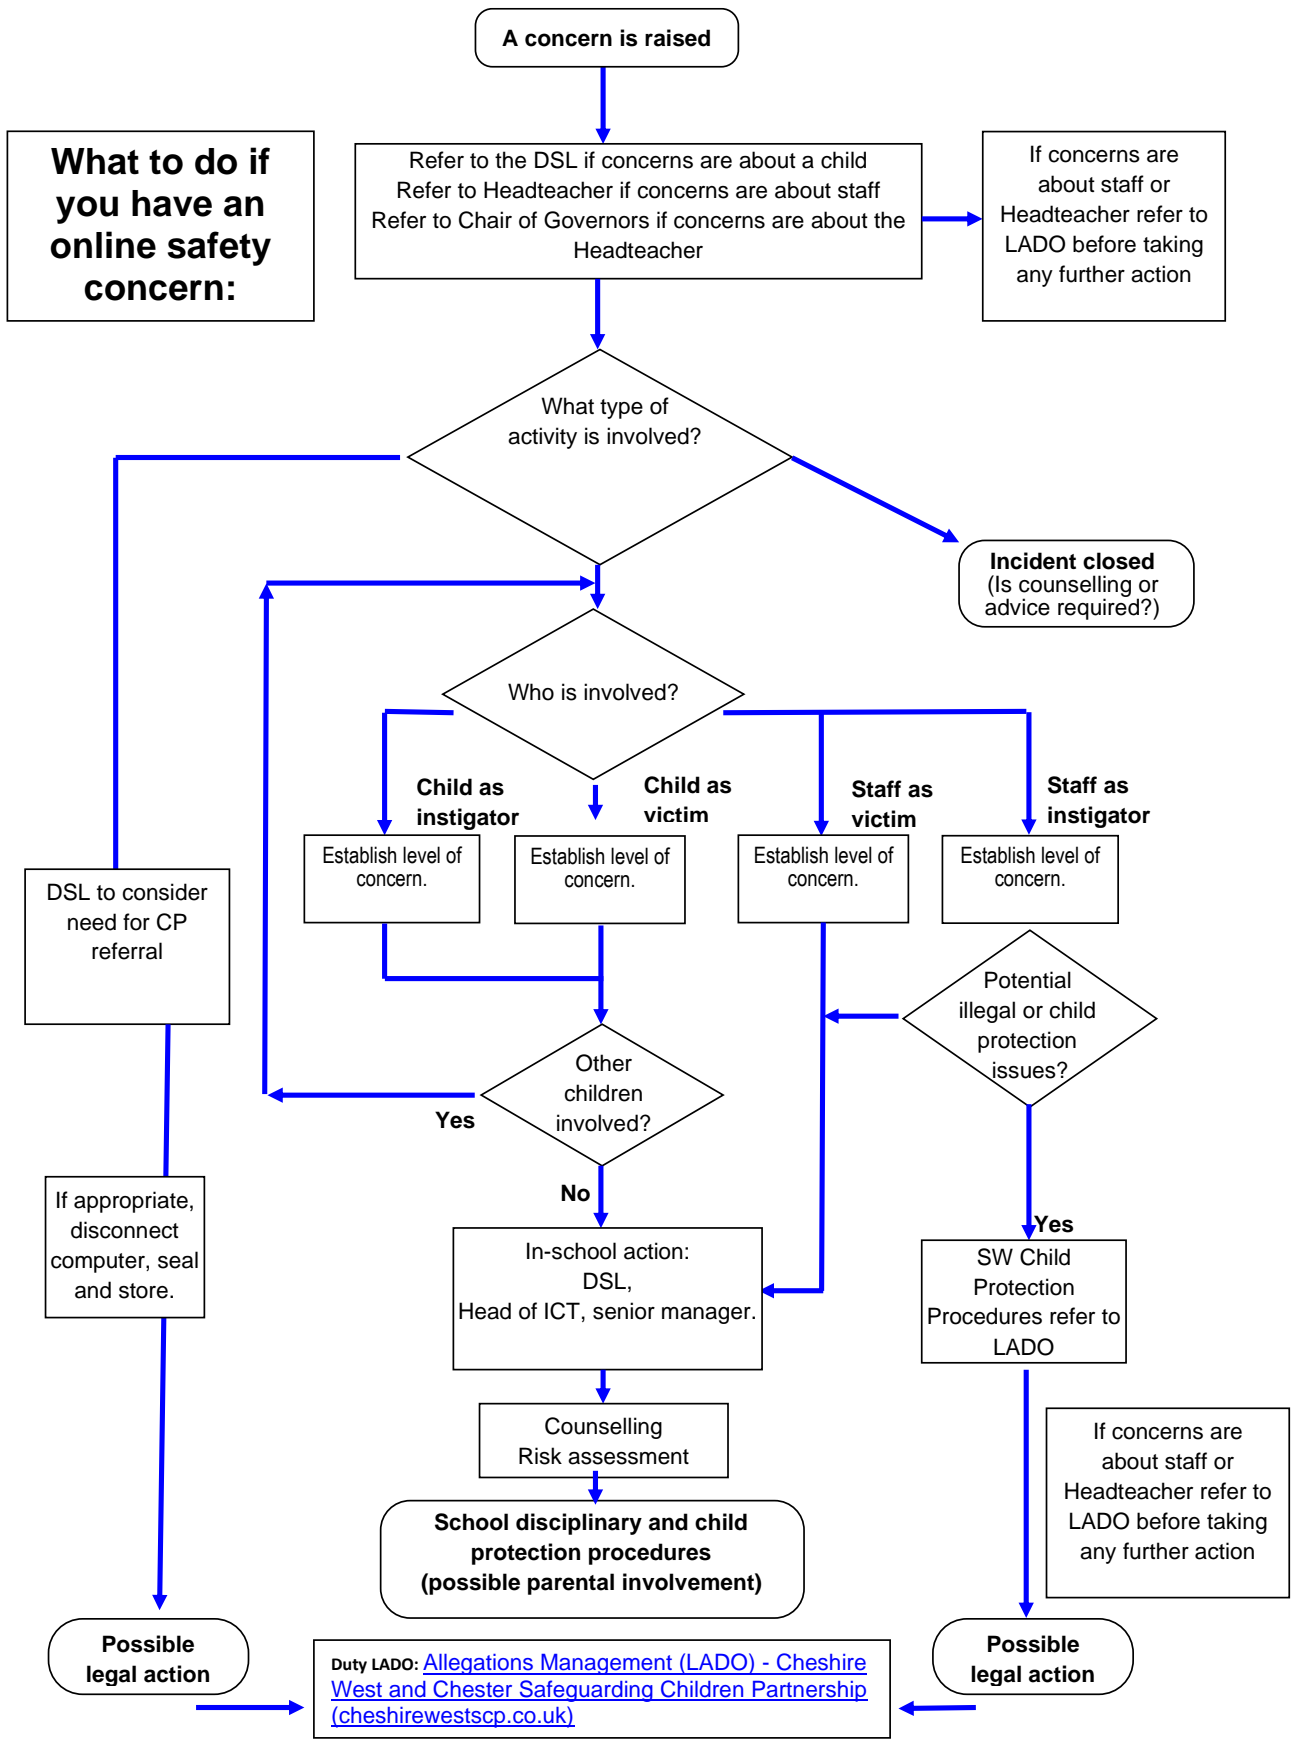 A concern is raised
What to do if
you have an
online safety
concern:
Refer to the DSL if concerns are about a child
Refer to Headteacher if concerns are about staff
Refer to Chair of Governors if concerns are about the
Headteacher
If concerns are
about staff or
Headteacher refer to
LADO before taking
any further action
What type of
activity is involved?
Incident closed
(Is counselling or
advice required?)
Who is involved?
Child as
instigator
Child as
victim
Staff as
victim
Staff as
instigator
Establish level of
concern.
Establish level of
concern.
Establish level of
concern.
Establish level of
concern.
DSL to consider
need for CP
referral
Potential
illegal or child
protection
issues?
Other
children
involved?
Yes
No
If appropriate,
disconnect
computer, seal
and store.
Yes
In-school action:
DSL,
Head of ICT, senior manager.
SW Child
Protection
Procedures refer to
LADO
Counselling
Risk assessment
If concerns are
about staff or
Headteacher refer to
LADO before taking
any further action
School disciplinary and child
protection procedures
(possible parental involvement)
Possible
legal action
Possible
legal action
Duty LADO: Allegations Management (LADO) - Cheshire
West and Chester Safeguarding Children Partnership
(cheshirewestscp.co.uk)